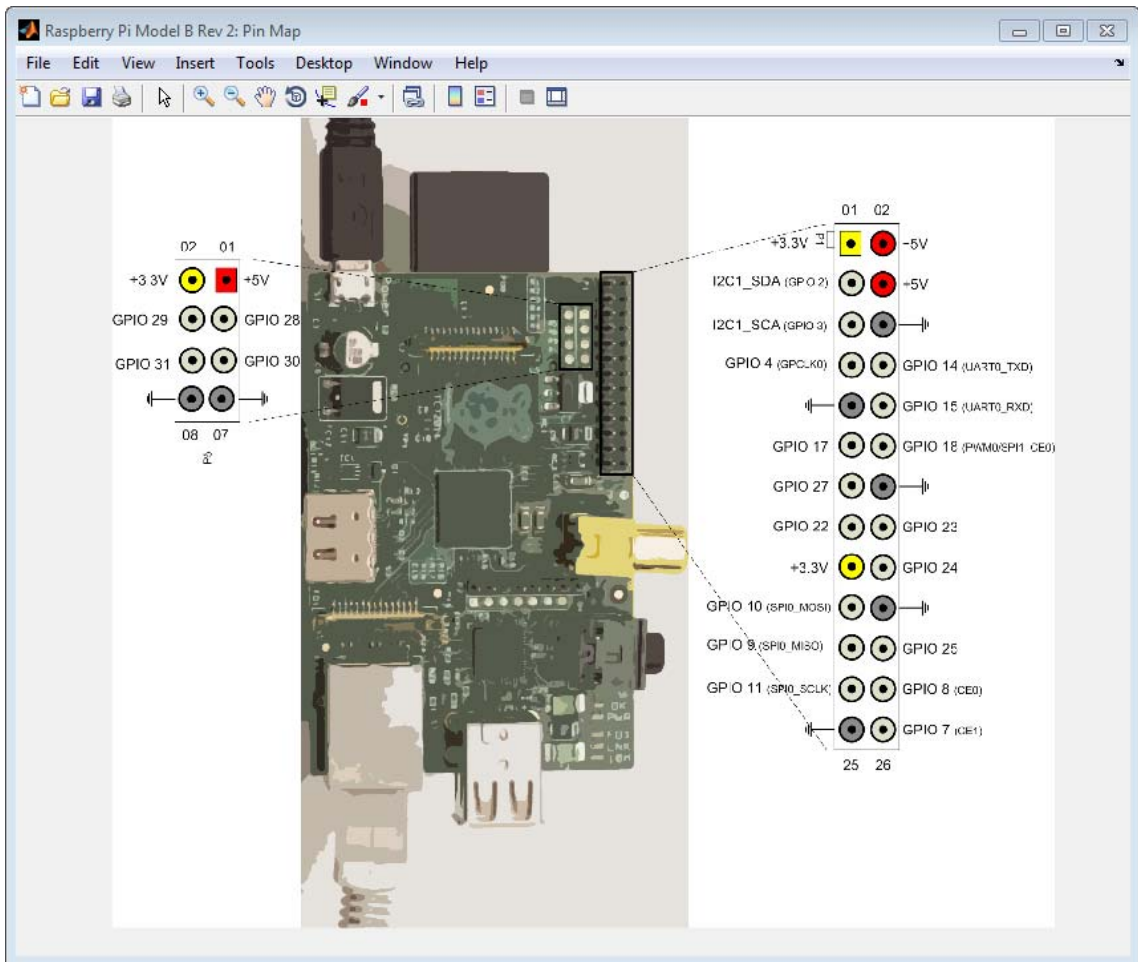 Raspberry Pi Model B Rev 2: Pin Map
File Edit View Insert Tools Desktop Window Help
02 01
+3.3V +5V
GPIO 29 GPIO 28
GPIO 31 GPIO 30
08 07
01 02
+3.3V -5V
I2C1_SDA (GPIO 2) +5V
I2C1_SCA (GPIO 3)
GPIO 4 (GPCLK0) GPIO 14 (UART0_TXD)
GPIO 15 (UART0_RXD)
GPIO 17 GPIO 18 (PWM0/SPI1_CE0)
GPIO 27
GPIO 22 GPIO 23
+3.3V GPIO 24
GPIO 10 (SPI0_MOSI)
GPIO 9 (SPI0_MISO) GPIO 25
GPIO 11 (SPI0_SCLK) GPIO 8 (CE0)
GPIO 7 (CE1)
25 26